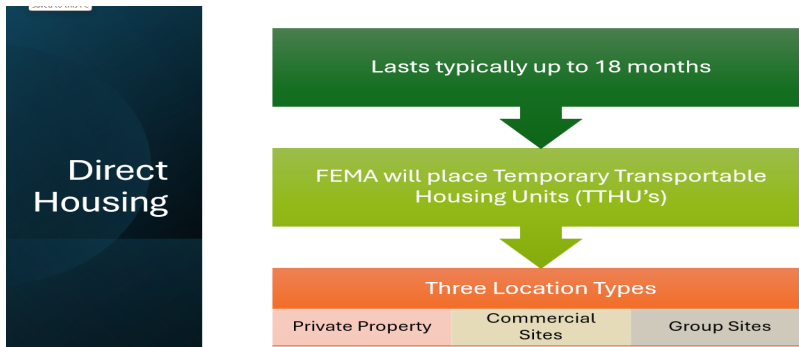 Direct
Housing
Lasts typically up to 18 months
FEMA will place Temporary Transportable
Housing Units (TTHU’s)
Three Location Types
Private Property
Commercial
Sites
Group Sites